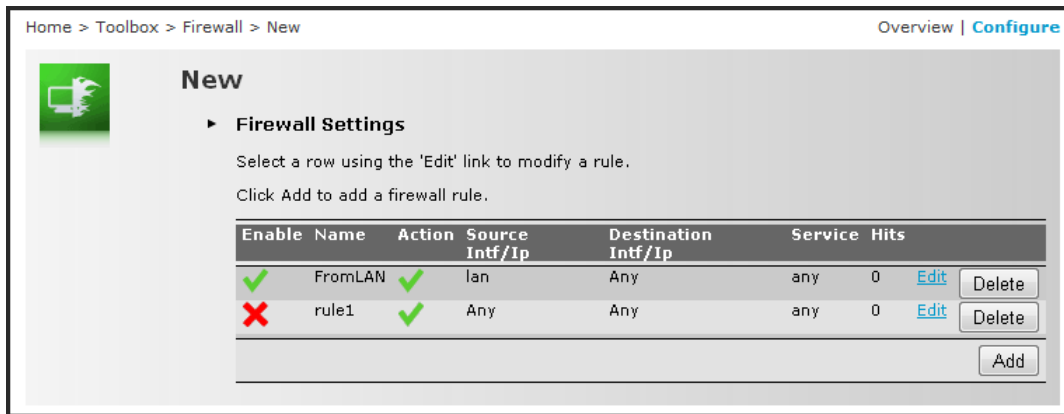 Home > Toolbox > Firewall > New
Overview | Configure
New
Firewall Settings
Select a row using the 'Edit' link to modify a rule.
Click Add to add a firewall rule.
Enable Name Action Source Intf/Ip Destination Intf/Ip Service Hits
FromLAN lan Any any 0 Edit Delete
rule1 Any Any any 0 Edit Delete
Add